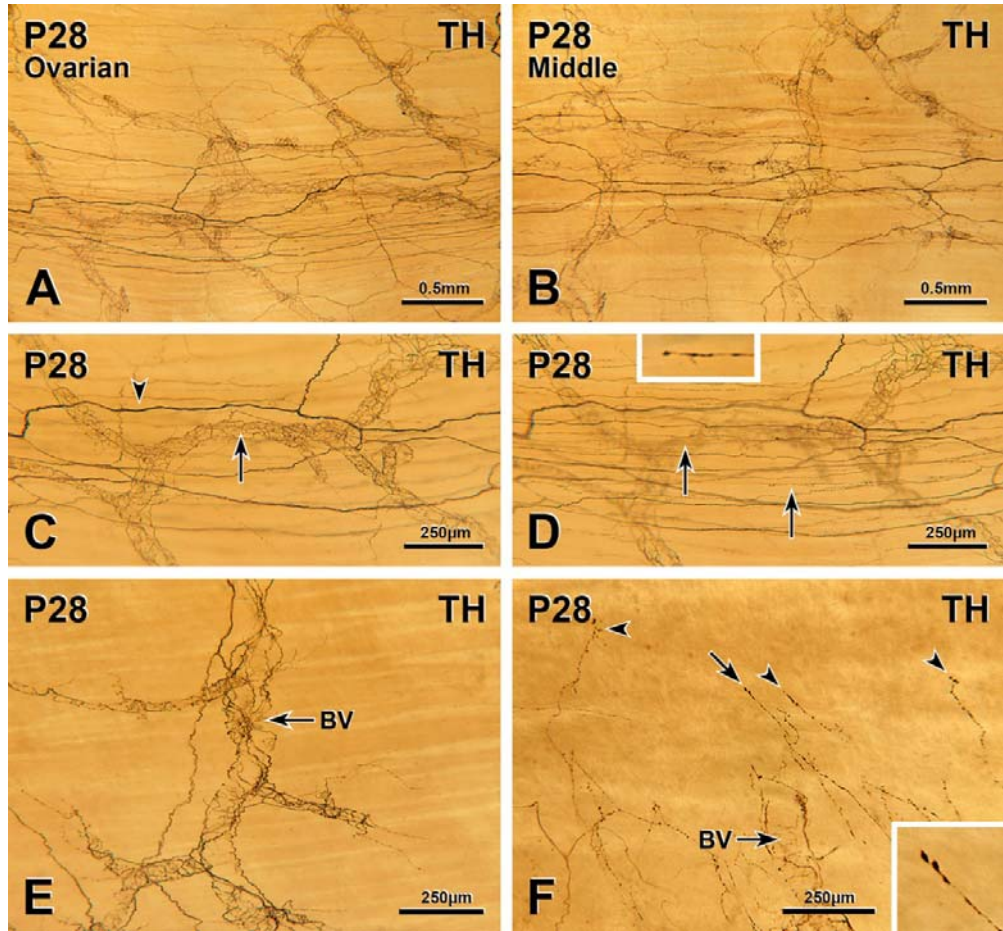 P28 TH
Ovarian
A 0.5mm
P28 TH
Middle
B 0.5mm
P28 TH
C 250µm
P28 TH
D 250µm
P28 TH
BV
E 250µm
P28 TH
BV
F 250µm